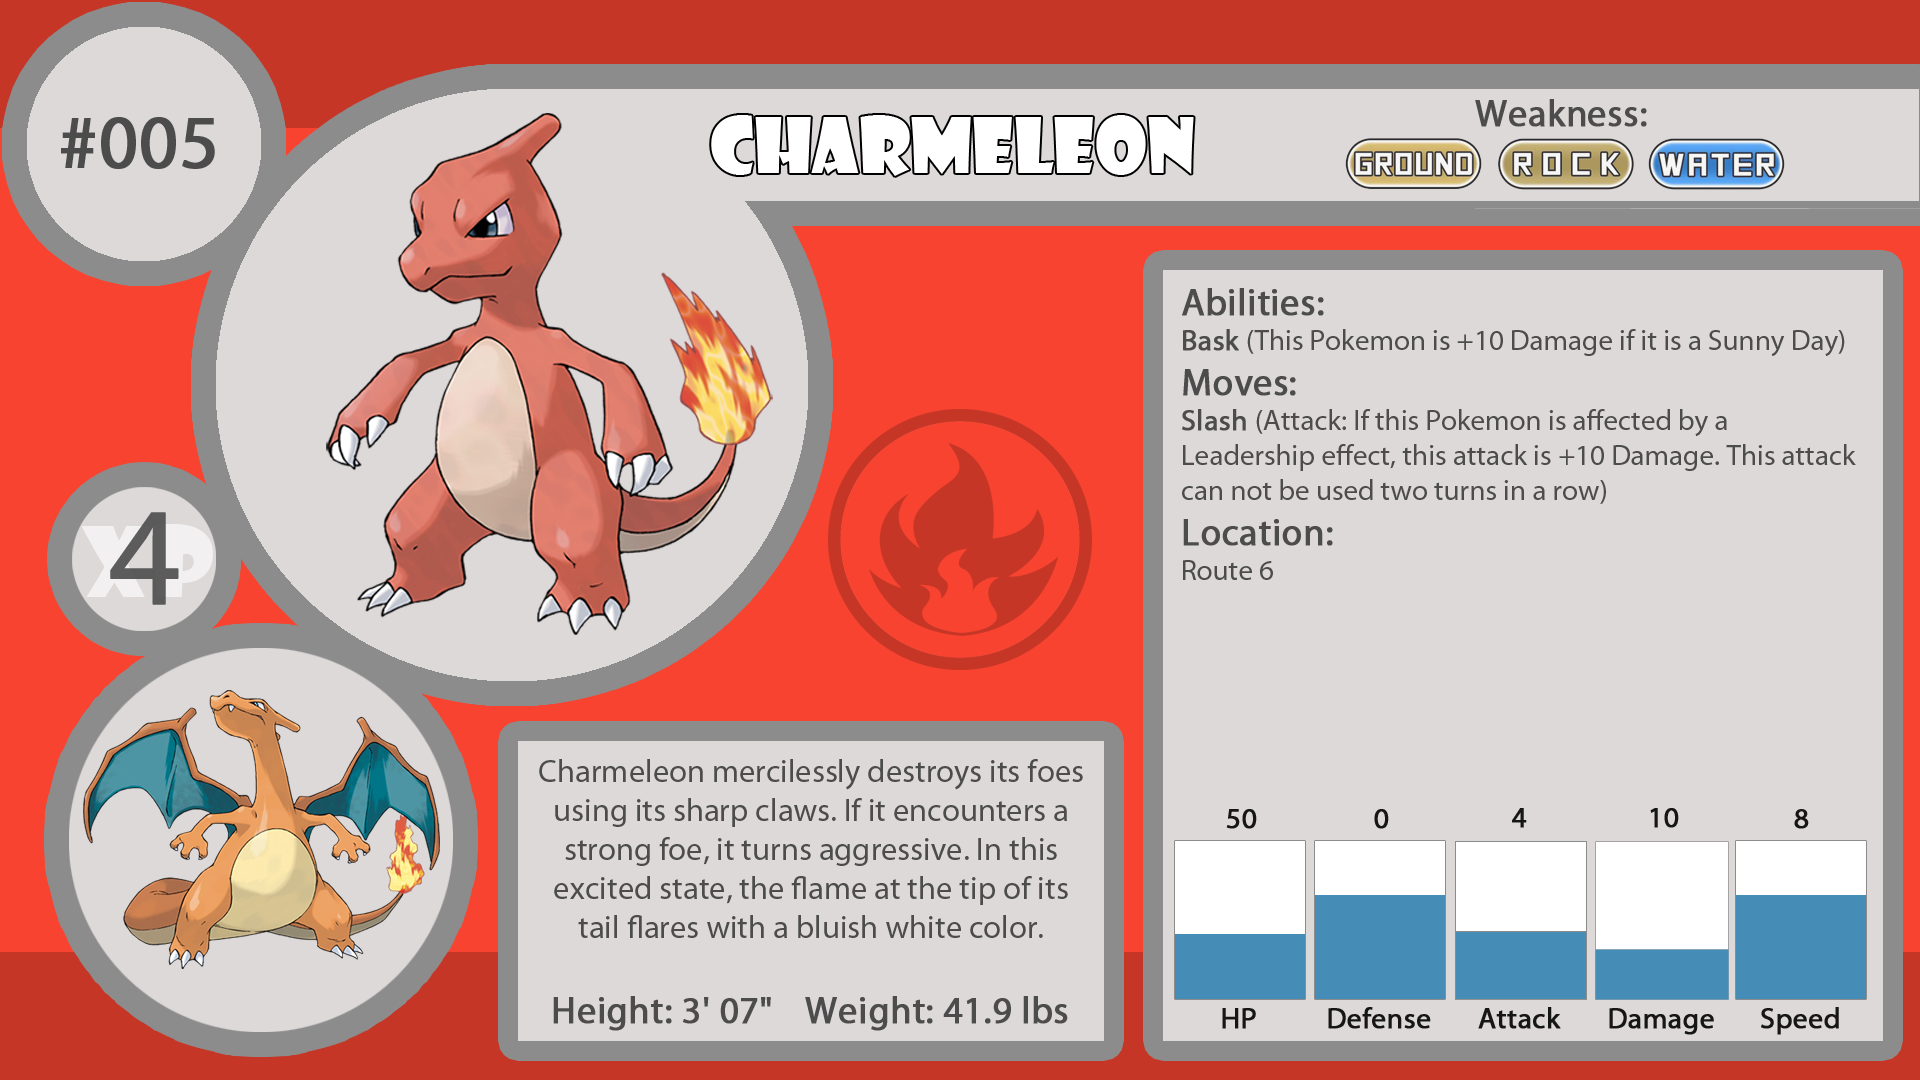 #005
CHARMELEON
Weakness:
GROUND ROCK WATER
XP
4
Abilities:
Bask (This Pokemon is +10 Damage if it is a Sunny Day)
Moves:
Slash (Attack: If this Pokemon is affected by a
Leadership effect, this attack is +10 Damage. This attack
can not be used two turns in a row)
Location:
Route 6
Charmeleon mercilessly destroys its foes
using its sharp claws. If it encounters a
strong foe, it turns aggressive. In this
excited state, the flame at the tip of its
tail flares with a bluish white color.
Height: 3' 07" Weight: 41.9 lbs
50 0 4 10 8
HP Defense Attack Damage Speed